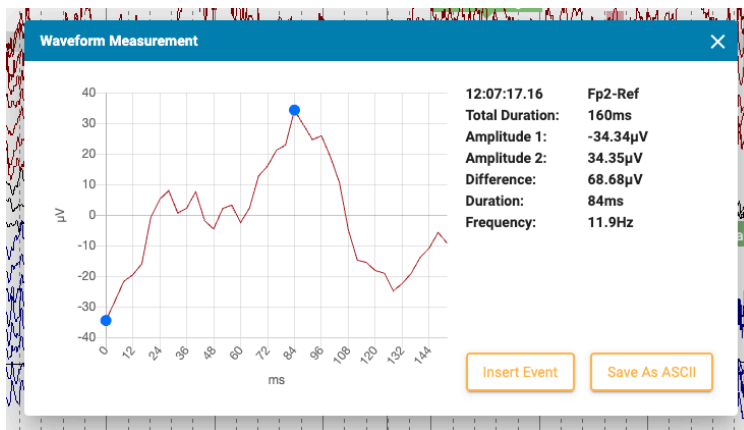 Waveform Measurement
40
30
20
10
0
-10
-20
-30
-40
μV
0
12
24
36
48
60
72
84
96
108
120
132
144
ms
12:07:17.16 Fp2-Ref
Total Duration: 160ms
Amplitude 1: -34.34μV
Amplitude 2: 34.35μV
Difference: 68.68μV
Duration: 84ms
Frequency: 11.9Hz
Insert Event
Save As ASCII